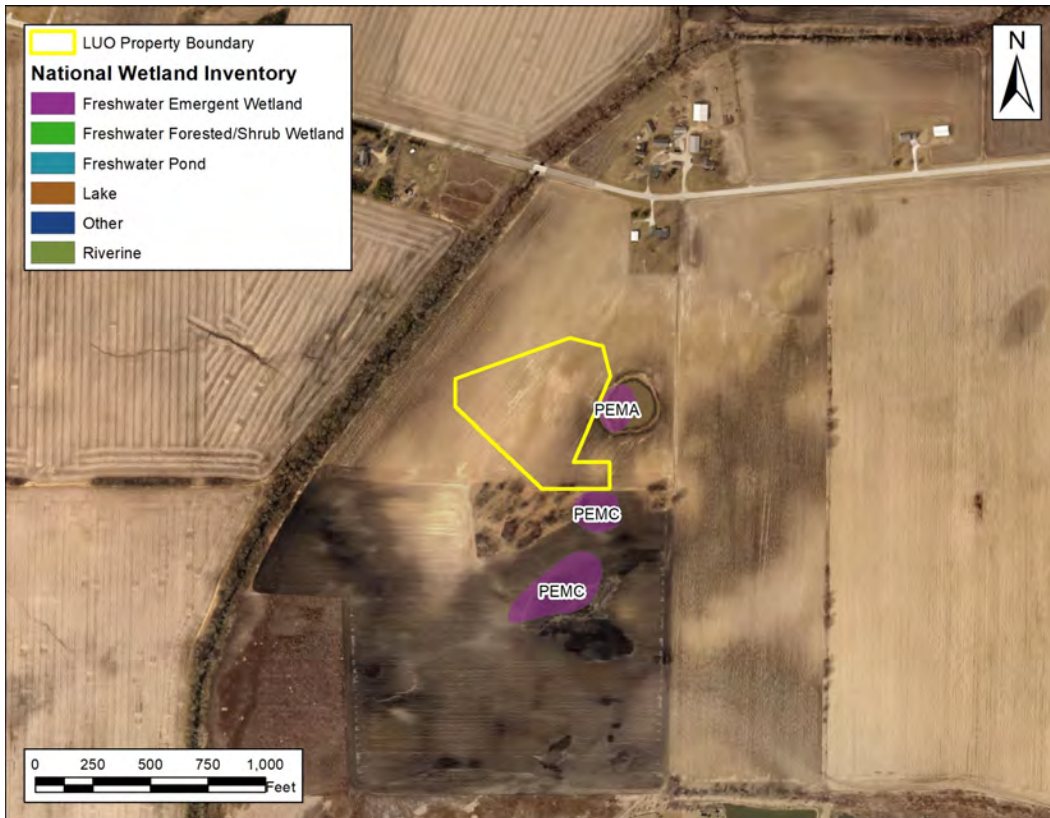 LUO Property Boundary
National Wetland Inventory
Freshwater Emergent Wetland
Freshwater Forested/Shrub Wetland
Freshwater Pond
Lake
Other
Riverine
N
PEMA
PEMC
PEMC
0 250 500 750 1,000
Feet